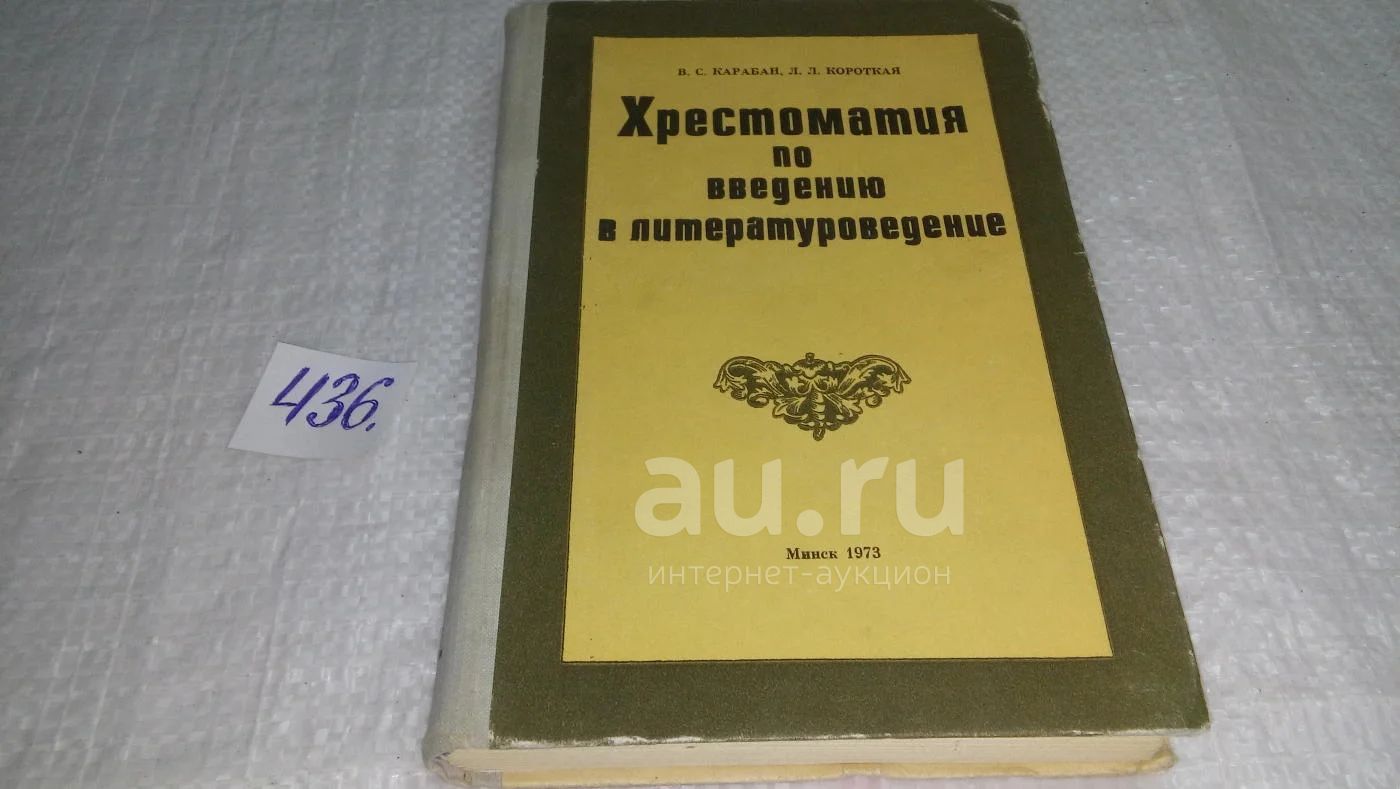 В. С. КАРАБАН, Л. Л. КОРОТКАЯ
Хрестоматия
по
введению
в литературоведение
436.
au.ru
Минск 1973
интернет-аукцион